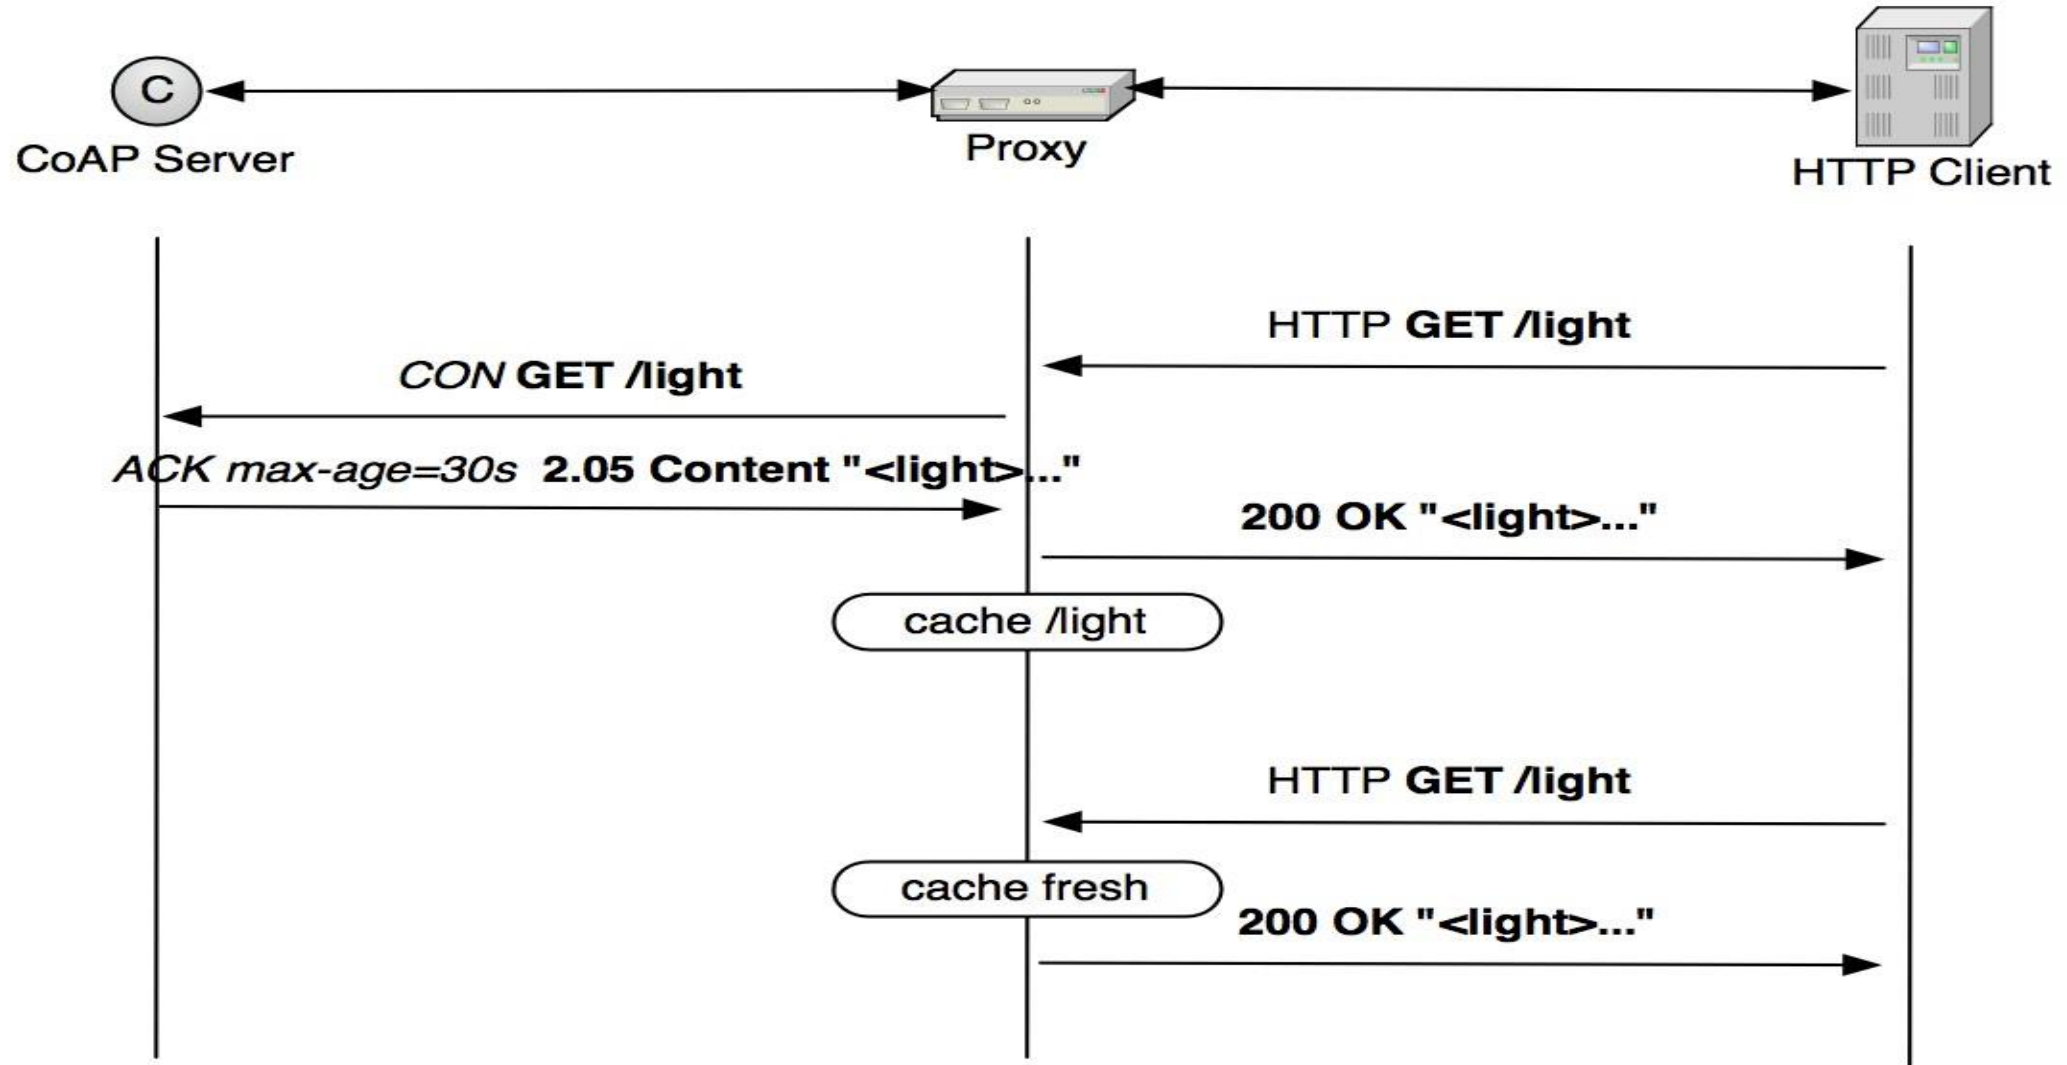 C
CoAP Server
Proxy
HTTP Client
HTTP GET /light
CON GET /light
ACK max-age=30s 2.05 Content "<light>..."
200 OK "<light>..."
cache /light
HTTP GET /light
cache fresh
200 OK "<light>..."